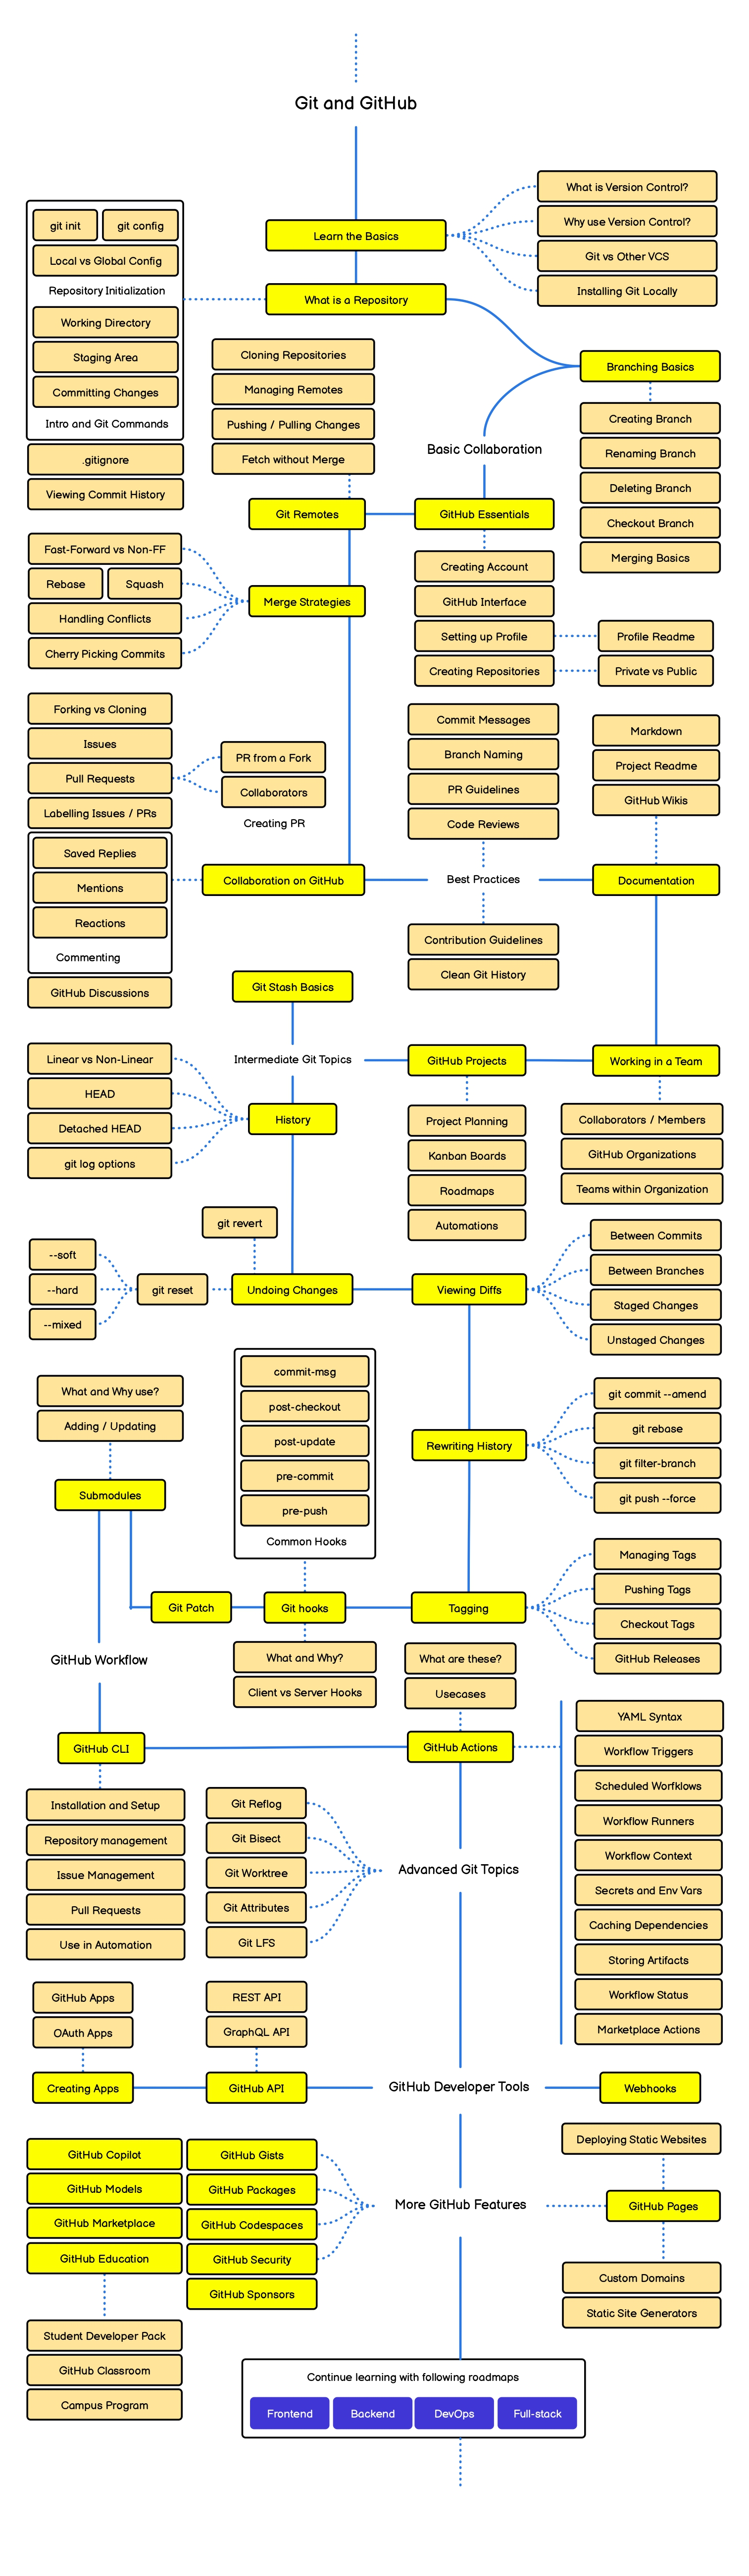 Git and GitHub
Learn the Basics
What is Version Control?
Why use Version Control?
Git vs Other VCS
Installing Git Locally
What is a Repository
git init
git config
Local vs Global Config
Repository Initialization
Working Directory
Staging Area
Committing Changes
Intro and Git Commands
.gitignore
Viewing Commit History
Branching Basics
Creating Branch
Renaming Branch
Deleting Branch
Checkout Branch
Merging Basics
Basic Collaboration
Cloning Repositories
Managing Remotes
Pushing / Pulling Changes
Fetch without Merge
Git Remotes
GitHub Essentials
Creating Account
GitHub Interface
Setting up Profile
Profile Readme
Creating Repositories
Private vs Public
Fast-Forward vs Non-FF
Rebase
Squash
Handling Conflicts
Cherry Picking Commits
Merge Strategies
Forking vs Cloning
Issues
Pull Requests
Labelling Issues / PRs
PR from a Fork
Collaborators
Creating PR
Saved Replies
Mentions
Reactions
Commenting
GitHub Discussions
Collaboration on GitHub
Commit Messages
Branch Naming
PR Guidelines
Code Reviews
Best Practices
Contribution Guidelines
Clean Git History
Markdown
Project Readme
GitHub Wikis
Documentation
Git Stash Basics
Intermediate Git Topics
GitHub Projects
Working in a Team
Project Planning
Kanban Boards
Roadmaps
Automations
Collaborators / Members
GitHub Organizations
Teams within Organization
Linear vs Non-Linear
HEAD
Detached HEAD
git log options
History
git revert
--soft
--hard
--mixed
git reset
Undoing Changes
Viewing Diffs
Between Commits
Between Branches
Staged Changes
Unstaged Changes
What and Why use?
Adding / Updating
Submodules
commit-msg
post-checkout
post-update
pre-commit
pre-push
Common Hooks
Rewriting History
git commit --amend
git rebase
git filter-branch
git push --force
Git Patch
Git hooks
What and Why?
Client vs Server Hooks
Tagging
Managing Tags
Pushing Tags
Checkout Tags
GitHub Releases
GitHub Workflow
GitHub CLI
What are these?
Usecases
GitHub Actions
YAML Syntax
Workflow Triggers
Scheduled Worfklows
Workflow Runners
Workflow Context
Secrets and Env Vars
Caching Dependencies
Storing Artifacts
Workflow Status
Marketplace Actions
Installation and Setup
Repository management
Issue Management
Pull Requests
Use in Automation
Git Reflog
Git Bisect
Git Worktree
Git Attributes
Git LFS
Advanced Git Topics
GitHub Apps
OAuth Apps
Creating Apps
REST API
GraphQL API
GitHub API
GitHub Developer Tools
Webhooks
GitHub Copilot
GitHub Models
GitHub Marketplace
GitHub Education
GitHub Gists
GitHub Packages
GitHub Codespaces
GitHub Security
GitHub Sponsors
More GitHub Features
Deploying Static Websites
GitHub Pages
Custom Domains
Static Site Generators
Student Developer Pack
GitHub Classroom
Campus Program
Continue learning with following roadmaps
Frontend
Backend
DevOps
Full-stack